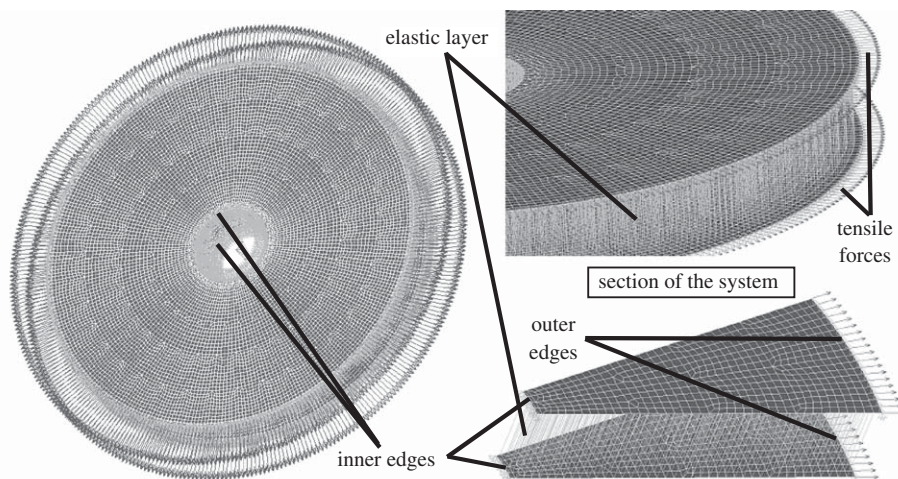 elastic layer
tensile
forces
section of the system
outer
edges
inner edges